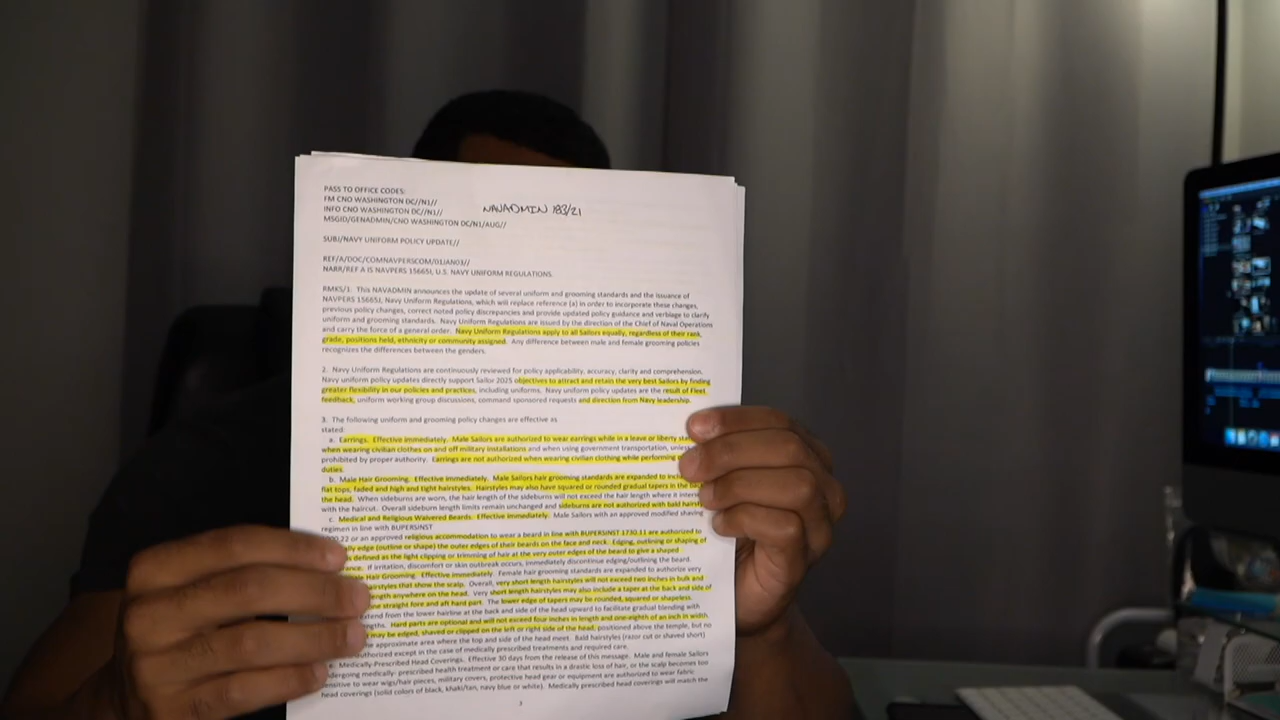 PASS TO OFFICE CODES:
FM CNO WASHINGTON DC//N1//
INFO CNO WASHINGTON DC//N1//
NAVADMIN 183/21
MSGID/GENADMIN/CNO WASHINGTON DC/N1/AUG//
SUBJ/NAVY UNIFORM POLICY UPDATE//
REF/A/DOC/COMNAVPERSCOM/01JAN03//
NARR/REF A IS NAVPERS 15665I, U.S. NAVY UNIFORM REGULATIONS.
RMKS/1. This NAVADMIN announces the update of several uniform and grooming standards and the issuance of
NAVPERS 15665J, Navy Uniform Regulations, which will replace reference (a) in order to incorporate these changes,
previous policy changes, correct noted policy discrepancies and provide updated policy guidance and verbiage to clarify
uniform and grooming standards. Navy Uniform Regulations are issued by the direction of the Chief of Naval Operations
and carry the force of a general order. Navy Uniform Regulations apply to all Sailors equally, regardless of their rank,
grade, positions held, ethnicity or community assigned. Any difference between male and female grooming policies
recognizes the differences between the genders.
2. Navy Uniform Regulations are continuously reviewed for policy applicability, accuracy, clarity and comprehension.
Navy uniform policy updates directly support Sailor 2025 objectives to attract and retain the very best Sailors by finding
greater flexibility in our policies and practices, including uniforms. Navy uniform policy updates are the result of Fleet
feedback, uniform working group discussions, command sponsored requests and direction from Navy leadership.
3. The following uniform and grooming policy changes are effective as
stated.
a. Earrings. Effective immediately. Male Sailors are authorized to wear earrings while in a leave or liberty
when wearing civilian clothes on and off military installations and when using government transportation,
prohibited by proper authority. Earrings are not authorized when wearing civilian clothing while performing
duties.
b. Male Hair Grooming. Effective immediately. Male Sailors hair grooming standards are expanded to
flat tops, faded and high and tight hairstyles. Hairstyles may also have squared or rounded gradual tapers in the
the head. When sideburns are worn, the hair length of the sideburns will not exceed the hair length where it
with the haircut. Overall sideburn length limits remain unchanged and sideburns are not authorized with bald
c. Medical and Religious Waivered Beards. Effective immediately. Male Sailors with an approved modified shaving
regimen in line with BUPERSINST
or an approved religious accommodation to wear a beard in line with BUPERSINST 1730.11 are authorized to
edge (outline or shape) the outer edges of their beards on the face and neck. Edging, outlining or shaping of
is defined as the light clipping or trimming of hair at the very outer edges of the beard to give a shaped
If irritation, discomfort or skin outbreak occurs, immediately discontinue edging/outlining the beard.
Hair Grooming. Effective immediately. Female hair grooming standards are expanded to authorize very
hairstyles that show the scalp. Overall, very short length hairstyles will not exceed two inches in bulk and
length anywhere on the head. Very short length hairstyles may also include a taper at the back and side of
one straight fore and aft hard part. The lower edge of tapers may be rounded, squared or shapeless.
extend from the lower hairline at the back and side of the head upward to facilitate gradual blending with
Hard parts are optional and will not exceed four inches in length and one-eighth of an inch in width
may be edged, shaved or clipped on the left or right side of the head, positioned above the temple, but no
approximate area where the top and side of the head meet. Bald hairstyles (razor cut or shaved short)
authorized except in the case of medically prescribed treatments and required care.
e. Medically Prescribed Head Coverings. Effective 30 days from the release of this message. Male and female Sailors
undergoing medically-prescribed health treatment or care that results in a drastic loss of hair, or the scalp becomes too
sensitive to wear wigs/hair pieces, military covers, protective head gear or equipment are authorized to wear fabric
head coverings (solid colors of black, khaki/tan, navy blue or white). Medically prescribed head coverings will match the